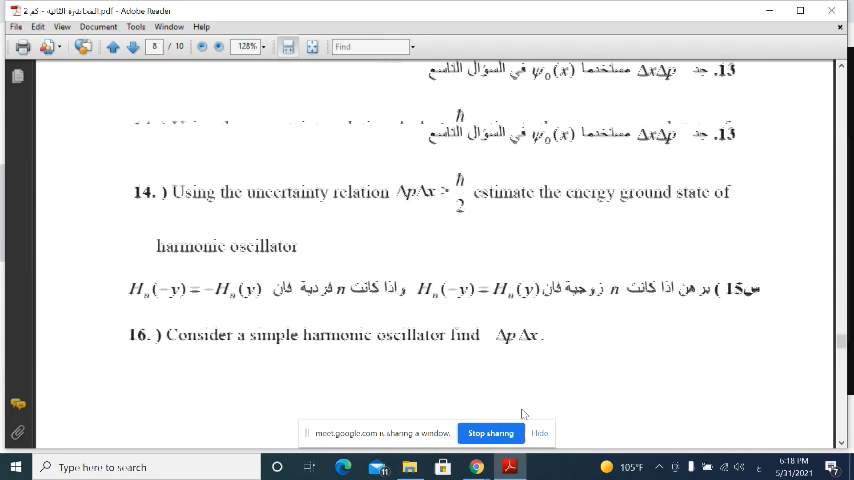 المحاضرة الثانية - كم 2.pdf - Adobe Reader
File Edit View Document Tools Window Help
8 / 10 128% Find
13. جد ΔxΔp مستخدما ψ₀(x) في السؤال التاسع
ħ
13. جد ΔxΔp مستخدما ψ₀(x) في السؤال التاسع
14. ) Using the uncertainty relation ΔpΔx ≥ ħ/2 estimate the energy ground state of
harmonic oscillator
س15 ) برهن اذا كانت n زوجية فان Hₙ(−y) = Hₙ(y) واذا كانت n فردية فان Hₙ(−y) = −Hₙ(y)
16. ) Consider a simple harmonic oscillator find ΔpΔx.
meet.google.com is sharing a window. Stop sharing Hide
Type here to search
11
105°F
ع
6:18 PM
5/31/2021
7